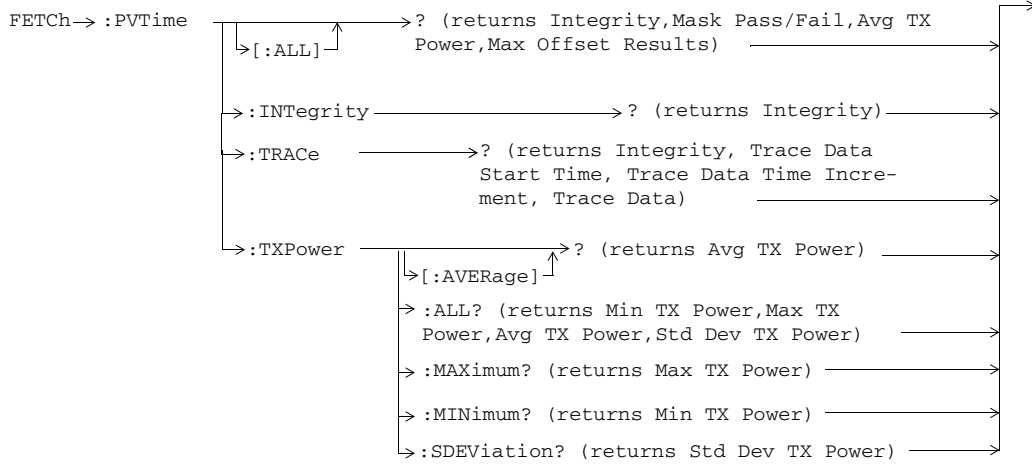 FETCh :PVTime ? (returns Integrity,Mask Pass/Fail,Avg TX
[:ALL] Power,Max Offset Results)
:INTegrity ? (returns Integrity)
:TRACe ? (returns Integrity, Trace Data
Start Time, Trace Data Time Incre-
ment, Trace Data)
:TXPower ? (returns Avg TX Power)
[:AVERage]
:ALL? (returns Min TX Power,Max TX
Power,Avg TX Power,Std Dev TX Power)
:MAXimum? (returns Max TX Power)
:MINimum? (returns Min TX Power)
:SDEViation? (returns Std Dev TX Power)